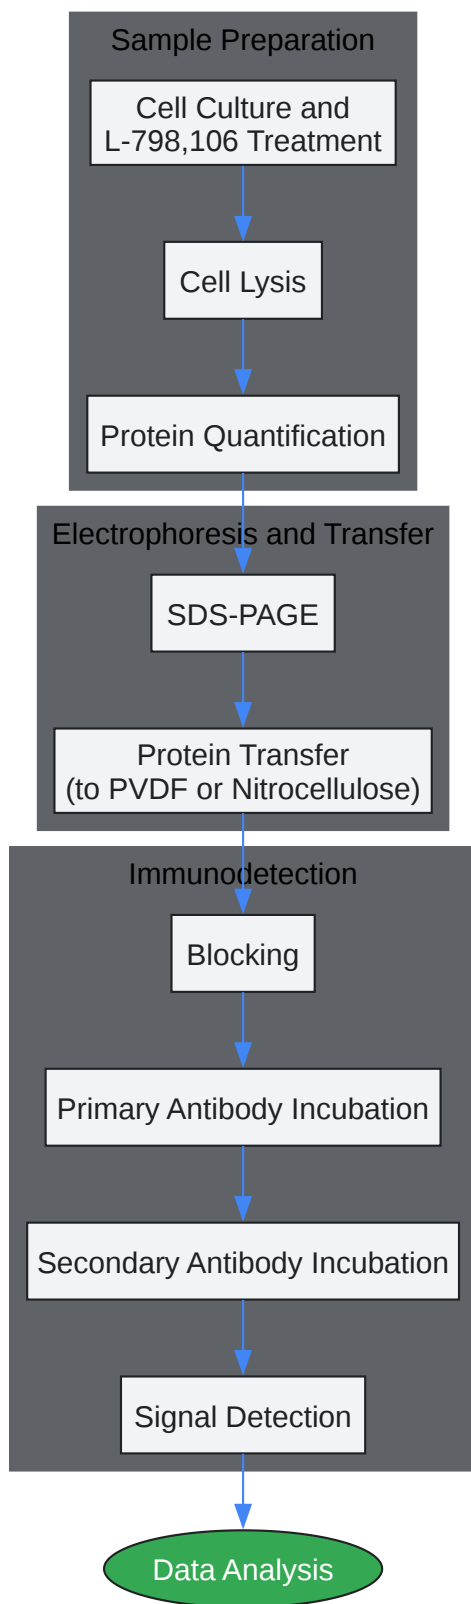 Sample Preparation
Cell Culture and
L-798,106 Treatment
Cell Lysis
Protein Quantification
Electrophoresis and Transfer
SDS-PAGE
Protein Transfer
(to PVDF or Nitrocellulose)
Immunodetection
Blocking
Primary Antibody Incubation
Secondary Antibody Incubation
Signal Detection
Data Analysis